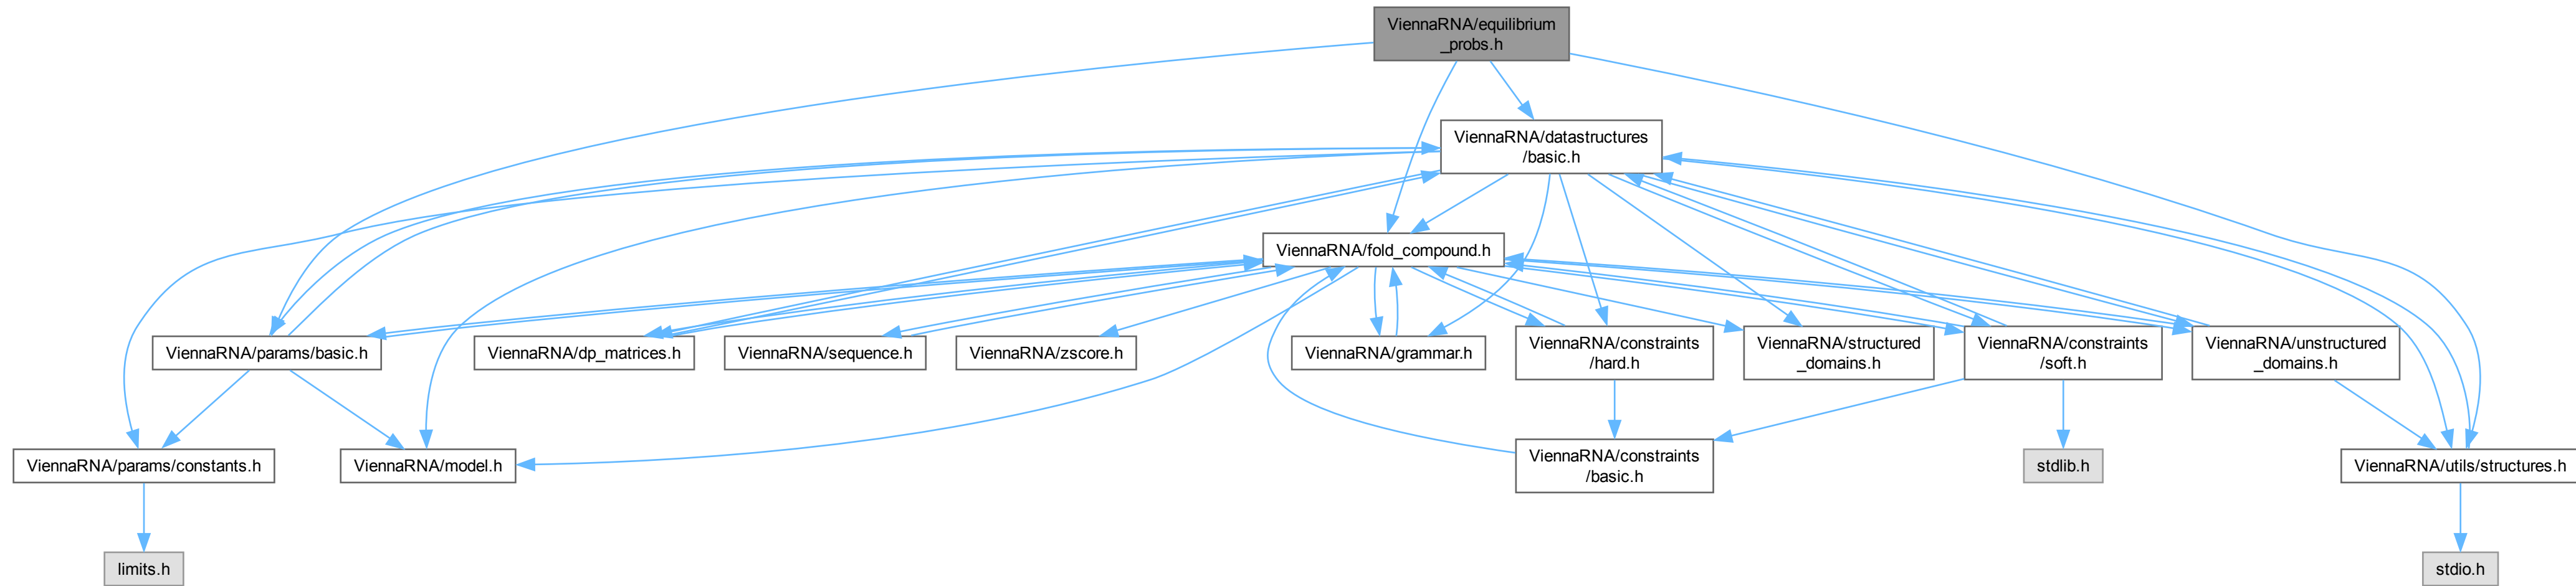 ViennaRNA/equilibrium
_probs.h
ViennaRNA/datastructures
/basic.h
ViennaRNA/fold_compound.h
ViennaRNA/params/basic.h
ViennaRNA/dp_matrices.h
ViennaRNA/sequence.h
ViennaRNA/zscore.h
ViennaRNA/grammar.h
ViennaRNA/constraints
/hard.h
ViennaRNA/structured
_domains.h
ViennaRNA/constraints
/soft.h
ViennaRNA/unstructured
_domains.h
ViennaRNA/params/constants.h
ViennaRNA/model.h
ViennaRNA/constraints
/basic.h
stdlib.h
ViennaRNA/utils/structures.h
limits.h
stdio.h